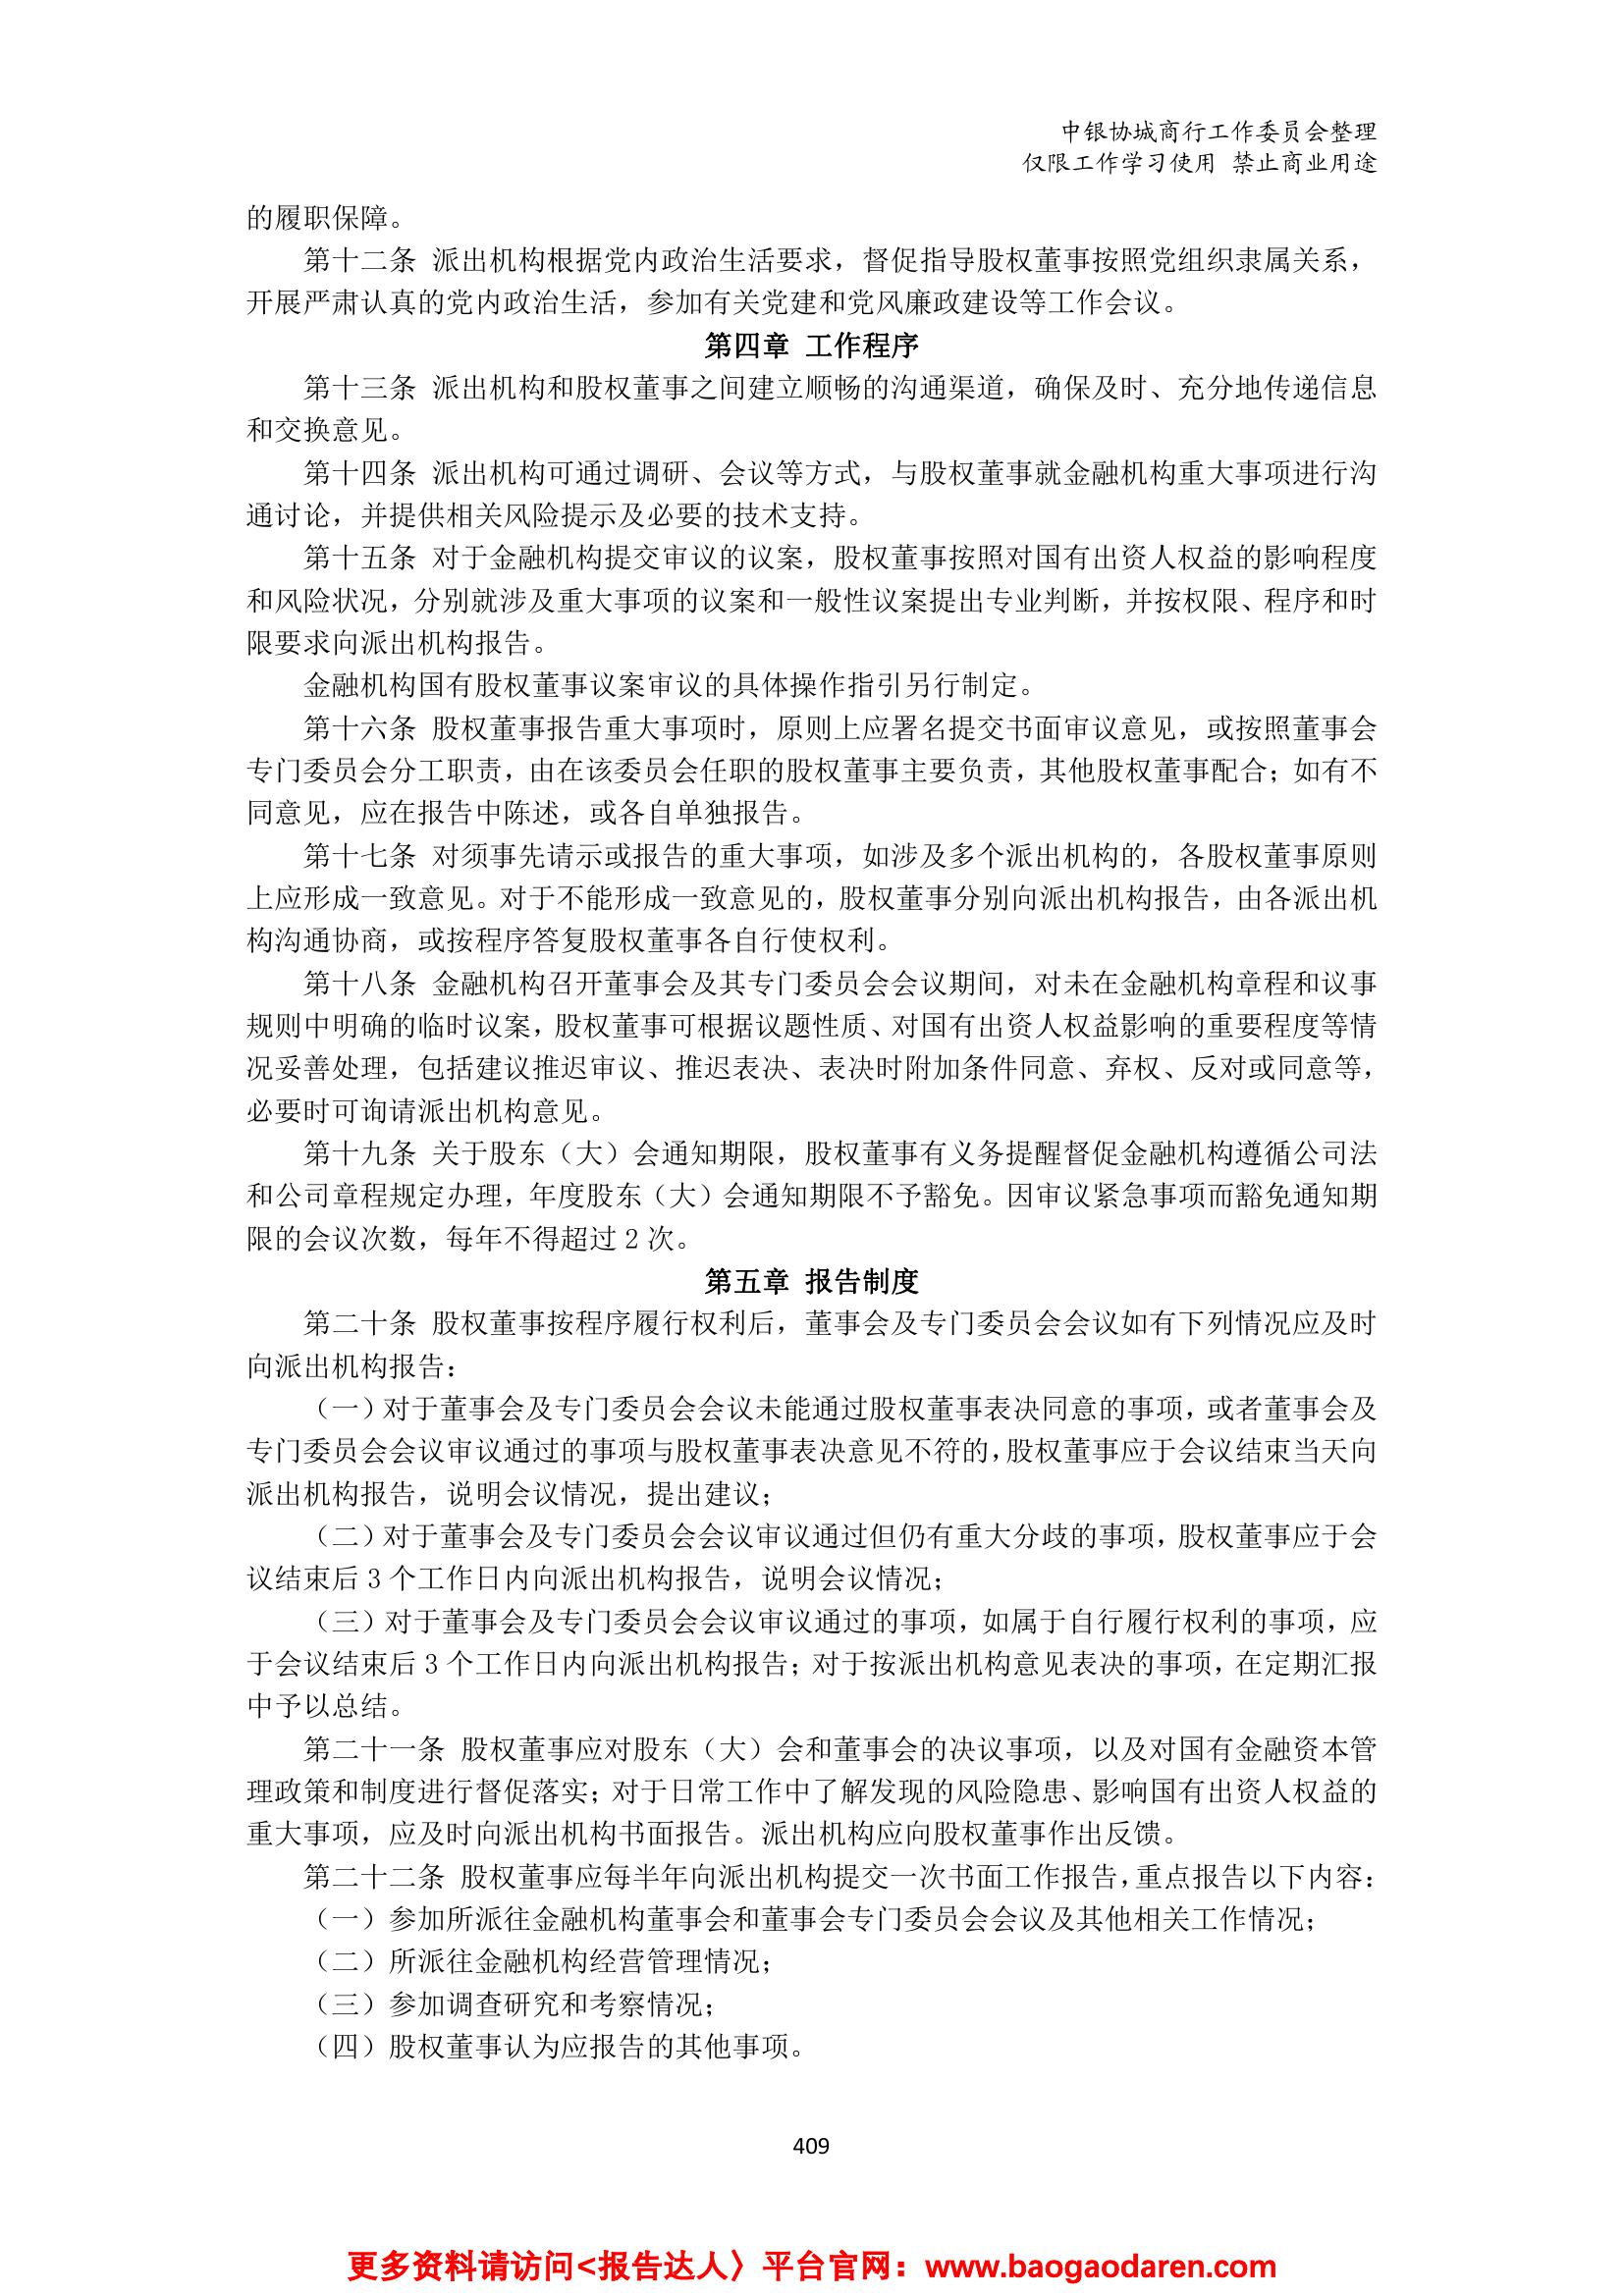 中银协城商行工作委员会整理
仅限工作学习使用 禁止商业用途
的履职保障。
第十二条 派出机构根据党内政治生活要求，督促指导股权董事按照党组织隶属关系，
开展严肃认真的党内政治生活，参加有关党建和党风廉政建设等工作会议。
第四章 工作程序
第十三条 派出机构和股权董事之间建立顺畅的沟通渠道，确保及时、充分地传递信息
和交换意见。
第十四条 派出机构可通过调研、会议等方式，与股权董事就金融机构重大事项进行沟
通讨论，并提供相关风险提示及必要的技术支持。
第十五条 对于金融机构提交审议的议案，股权董事按照对国有出资人权益的影响程度
和风险状况，分别就涉及重大事项的议案和一般性议案提出专业判断，并按权限、程序和时
限要求向派出机构报告。
金融机构国有股权董事议案审议的具体操作指引另行制定。
第十六条 股权董事报告重大事项时，原则上应署名提交书面审议意见，或按照董事会
专门委员会分工职责，由在该委员会任职的股权董事主要负责，其他股权董事配合；如有不
同意见，应在报告中陈述，或各自单独报告。
第十七条 对须事先请示或报告的重大事项，如涉及多个派出机构的，各股权董事原则
上应形成一致意见。对于不能形成一致意见的，股权董事分别向派出机构报告，由各派出机
构沟通协商，或按程序答复股权董事各自行使权利。
第十八条 金融机构召开董事会及其专门委员会会议期间，对未在金融机构章程和议事
规则中明确的临时议案，股权董事可根据议题性质、对国有出资人权益影响的重要程度等情
况妥善处理，包括建议推迟审议、推迟表决、表决时附加条件同意、弃权、反对或同意等，
必要时可询请派出机构意见。
第十九条 关于股东（大）会通知期限，股权董事有义务提醒督促金融机构遵循公司法
和公司章程规定办理，年度股东（大）会通知期限不予豁免。因审议紧急事项而豁免通知期
限的会议次数，每年不得超过 2 次。
第五章 报告制度
第二十条 股权董事按程序履行权利后，董事会及专门委员会会议如有下列情况应及时
向派出机构报告：
（一）对于董事会及专门委员会会议未能通过股权董事表决同意的事项，或者董事会及
专门委员会会议审议通过的事项与股权董事表决意见不符的，股权董事应于会议结束当天向
派出机构报告，说明会议情况，提出建议；
（二）对于董事会及专门委员会会议审议通过但仍有重大分歧的事项，股权董事应于会
议结束后 3 个工作日内向派出机构报告，说明会议情况；
（三）对于董事会及专门委员会会议审议通过的事项，如属于自行履行权利的事项，应
于会议结束后 3 个工作日内向派出机构报告；对于按派出机构意见表决的事项，在定期汇报
中予以总结。
第二十一条 股权董事应对股东（大）会和董事会的决议事项，以及对国有金融资本管
理政策和制度进行督促落实；对于日常工作中了解发现的风险隐患、影响国有出资人权益的
重大事项，应及时向派出机构书面报告。派出机构应向股权董事作出反馈。
第二十二条 股权董事应每半年向派出机构提交一次书面工作报告，重点报告以下内容：
（一）参加所派往金融机构董事会和董事会专门委员会会议及其他相关工作情况；
（二）所派往金融机构经营管理情况；
（三）参加调查研究和考察情况；
（四）股权董事认为应报告的其他事项。
409
更多资料请访问<报告达人〉平台官网：www.baogaodaren.com